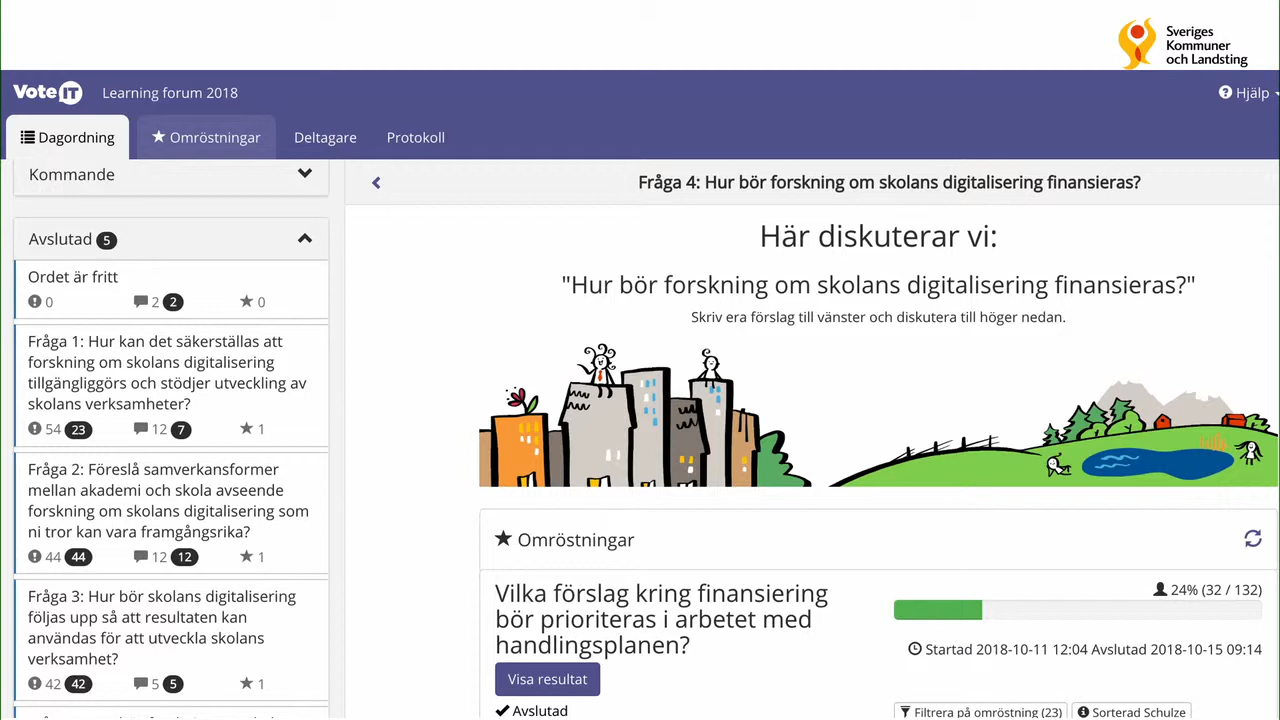 Sveriges
Kommuner
och Landsting
VoteIT
Learning forum 2018
Hjälp
Dagordning
Omröstningar
Deltagare
Protokoll
Kommande
Avslutad 5
Ordet är fritt
0 2 2 0
Fråga 1: Hur kan det säkerställas att
forskning om skolans digitalisering
tillgängliggörs och stödjer utveckling av
skolans verksamheter?
54 23 12 7 1
Fråga 2: Föreslå samverkansformer
mellan akademi och skola avseende
forskning om skolans digitalisering som
ni tror kan vara framgångsrika?
44 44 12 12 1
Fråga 3: Hur bör skolans digitalisering
följas upp så att resultaten kan
användas för att utveckla skolans
verksamhet?
42 42 5 5 1
Fråga 4: Hur bör forskning om skolans digitalisering finansieras?
Här diskuterar vi:
"Hur bör forskning om skolans digitalisering finansieras?"
Skriv era förslag till vänster och diskutera till höger nedan.
Omröstningar
Vilka förslag kring finansiering
bör prioriteras i arbetet med
handlingsplanen?
Visa resultat
Avslutad
24% (32 / 132)
Startad 2018-10-11 12:04 Avslutad 2018-10-15 09:14
Filtrera på omröstning (23)
Sorterad Schulze